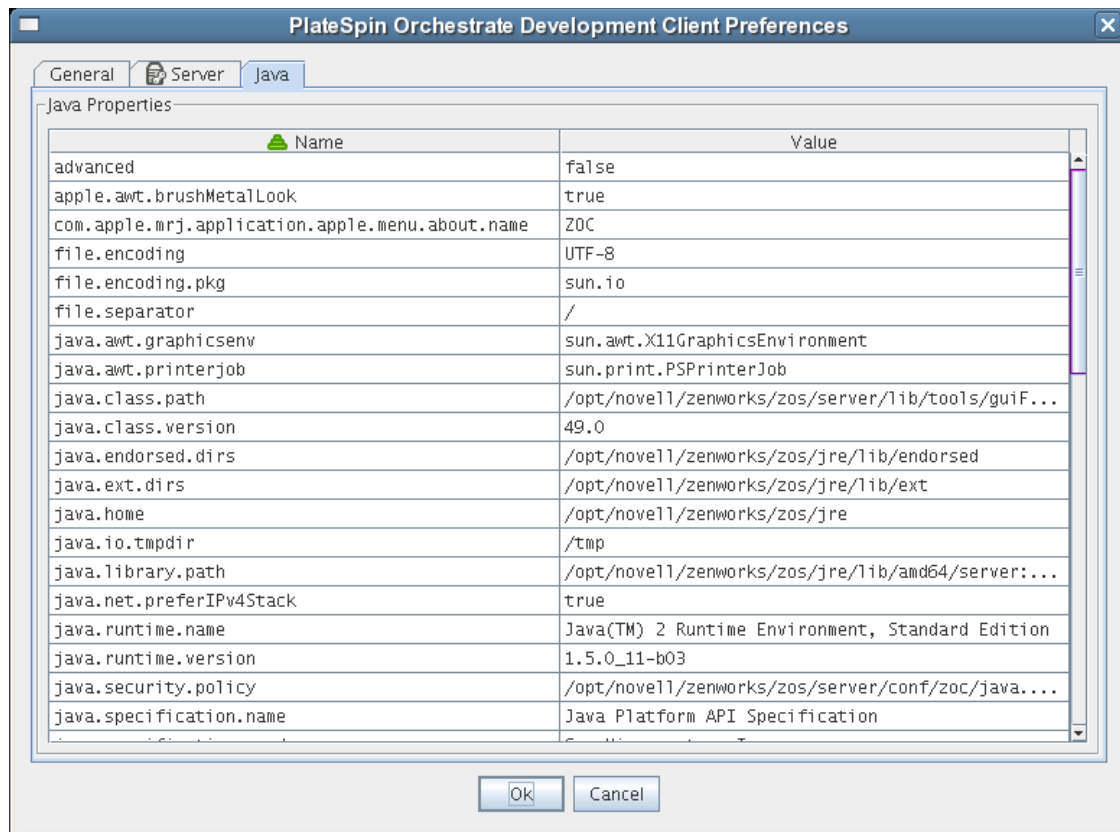 PlateSpin Orchestrate Development Client Preferences
General Server Java
Java Properties
Name Value
advanced false
apple.awt.brushMetalLook true
com.apple.mrj.application.apple.menu.about.name ZOC
file.encoding UTF-8
file.encoding.pkg sun.io
file.separator /
java.awt.graphicsenv sun.awt.X11GraphicsEnvironment
java.awt.printerjob sun.print.PSPrinterJob
java.class.path /opt/novell/zenworks/zos/server/lib/tools/guiF...
java.class.version 49.0
java.endorsed.dirs /opt/novell/zenworks/zos/jre/lib/endorsed
java.ext.dirs /opt/novell/zenworks/zos/jre/lib/ext
java.home /opt/novell/zenworks/zos/jre
java.io.tmpdir /tmp
java.library.path /opt/novell/zenworks/zos/jre/lib/amd64/server:...
java.net.preferIPv4Stack true
java.runtime.name Java(TM) 2 Runtime Environment, Standard Edition
java.runtime.version 1.5.0_11-b03
java.security.policy /opt/novell/zenworks/zos/server/conf/zoc/java....
java.specification.name Java Platform API Specification
Ok Cancel